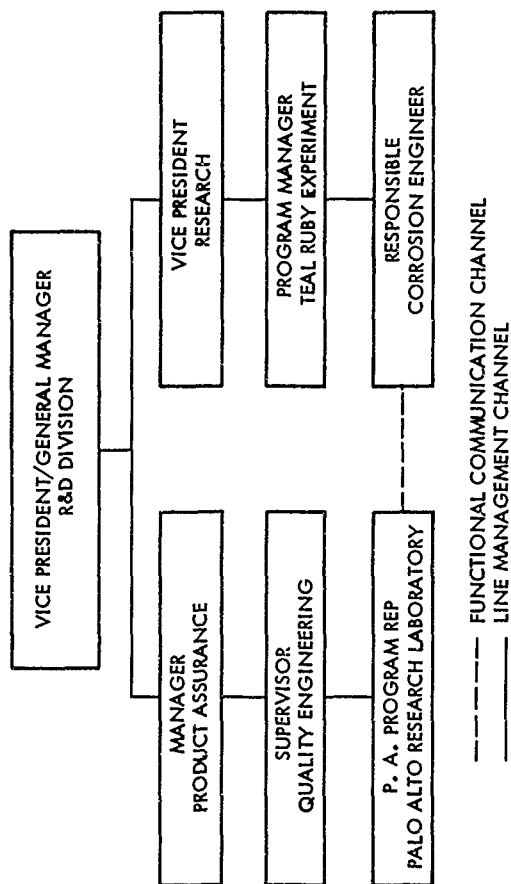 VICE PRESIDENT/GENERAL MANAGER
R&D DIVISION
MANAGER
PRODUCT ASSURANCE
VICE PRESIDENT
RESEARCH
SUPERVISOR
QUALITY ENGINEERING
PROGRAM MANAGER
TEAL RUBY EXPERIMENT
P. A. PROGRAM REP
PALO ALTO RESEARCH LABORATORY
RESPONSIBLE
CORROSION ENGINEER
FUNCTIONAL COMMUNICATION CHANNEL
LINE MANAGEMENT CHANNEL